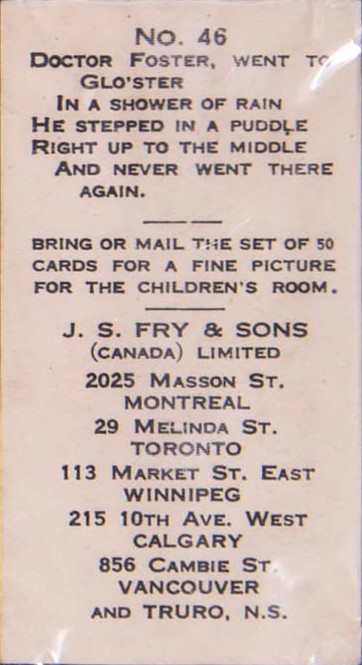 No. 46
Doctor Foster, went to
Glo'ster
In a shower of rain
He stepped in a puddle
Right up to the middle
And never went there
again.
BRING OR MAIL THE SET OF 50
CARDS FOR A FINE PICTURE
FOR THE CHILDREN'S ROOM.
J. S. FRY & SONS
(CANADA) LIMITED
2025 Masson St.
MONTREAL
29 Melinda St.
TORONTO
113 Market St. East
WINNIPEG
215 10th Ave. West
CALGARY
856 Cambie St.
VANCOUVER
AND TRURO, N.S.